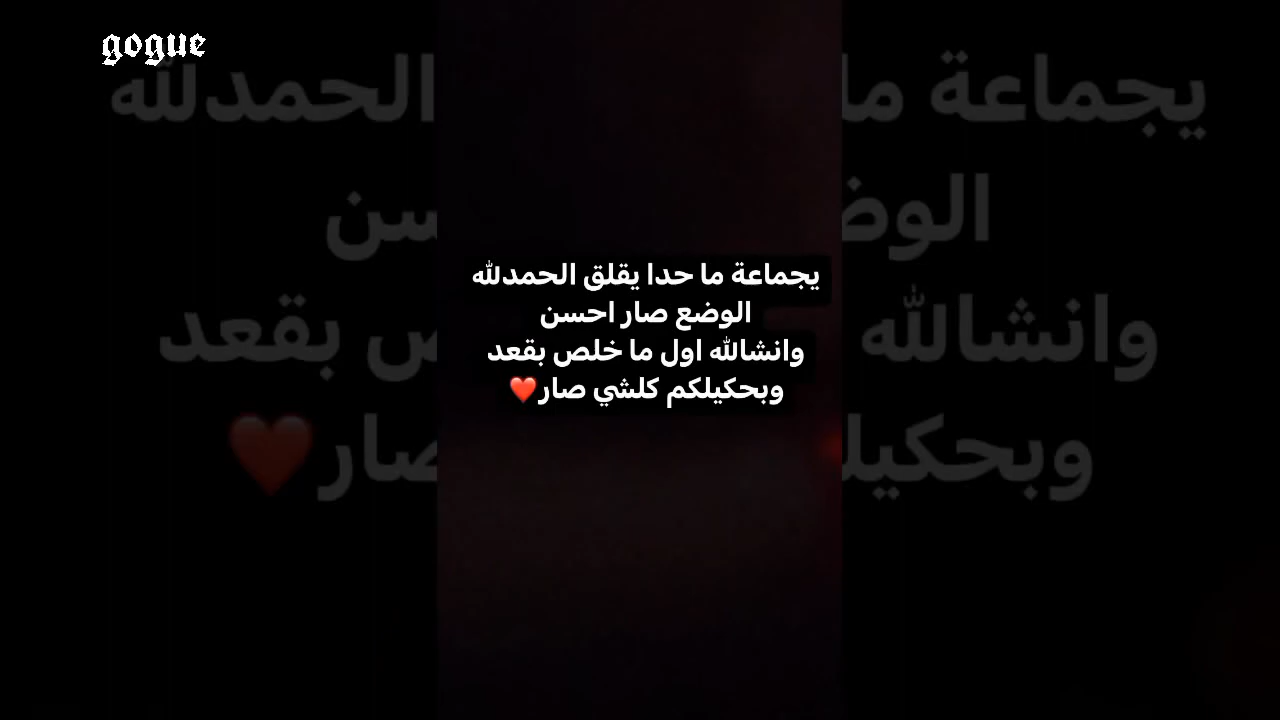 gogue
يجماعة ما حدا يقلق الحمدلله
الوضع صار احسن
وانشالله اول ما خلص بقعد
وبحكيلكم كلشي صار❤️